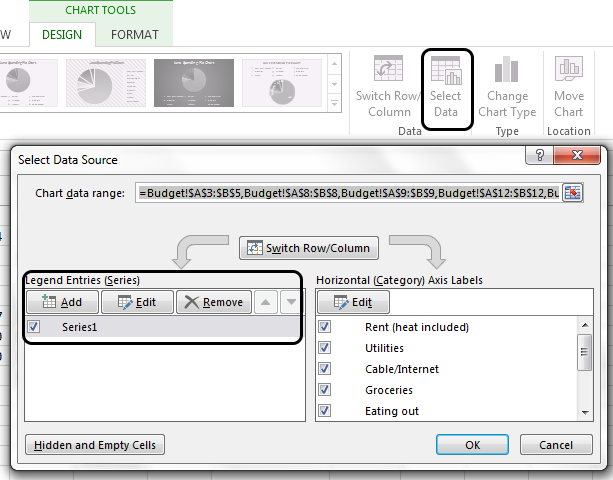 CHART TOOLS
W DESIGN FORMAT
Switch Row/ Column
Select Data
Change Chart Type
Move Chart
Data Type Location
Select Data Source
Chart data range: =Budget!$A$3:$B$5,Budget!$A$8:$B$8,Budget!$A$9:$B$9,Budget!$A$12:$B$12,Bu
Switch Row/Column
Legend Entries (Series)
Add Edit Remove
Series1
Horizontal (Category) Axis Labels
Edit
Rent (heat included)
Utilities
Cable/Internet
Groceries
Eating out
Hidden and Empty Cells
OK Cancel